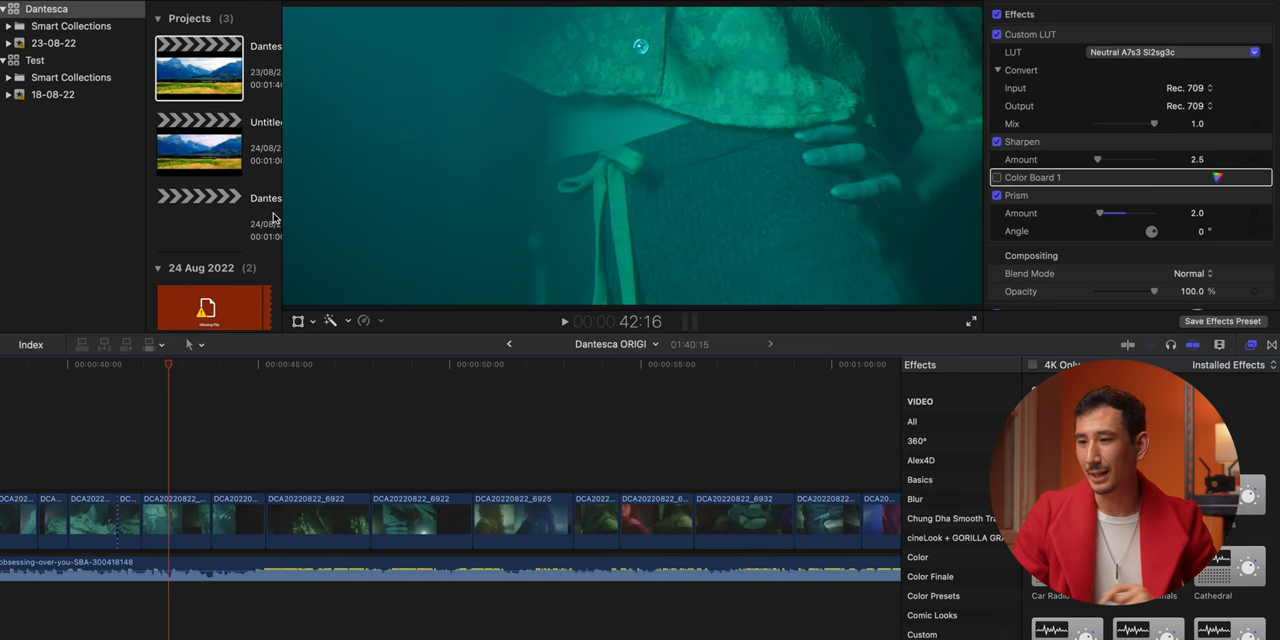 Dantesca
Smart Collections
23-08-22
Test
Smart Collections
18-08-22
Projects (3)
Dantes
23/08/2
00:01:4
Untitle
24/08/2
00:01:0
Dantes
24/08/2
00:01:0
24 Aug 2022 (2)
Missing File
00:00 42:16
Effects
Custom LUT
LUT Neutral A7s3 Sl2sg3c
Convert
Input Rec. 709
Output Rec. 709
Mix 1.0
Sharpen
Amount 2.5
Color Board 1
Prism
Amount 2.0
Angle 0 °
Compositing
Blend Mode Normal
Opacity 100.0 %
Save Effects Preset
Index
Dantesca ORIGI 01:40:15
00:00:40:00 00:00:45:00 00:00:50:00 00:00:55:00 00:01:00:00
DCA202... DCA... DCA2022... DC... DCA20220822_... DCA20220... DCA20220822_6922 DCA20220822_6922 DCA20220822_6925 DCA2022... DCA20220822_6... DCA20220822_6932 DCA20220822... DCA20...
obsessing-over-you-SBA-300418148
Effects 4K Only Installed Effects
VIDEO
All
360°
Alex4D
Basics
Blur
Chung Dha Smooth Tra
cineLook + GORILLA GRA
Color
Color Finale
Color Presets
Comic Looks
Custom
Car Radio
Cathedral